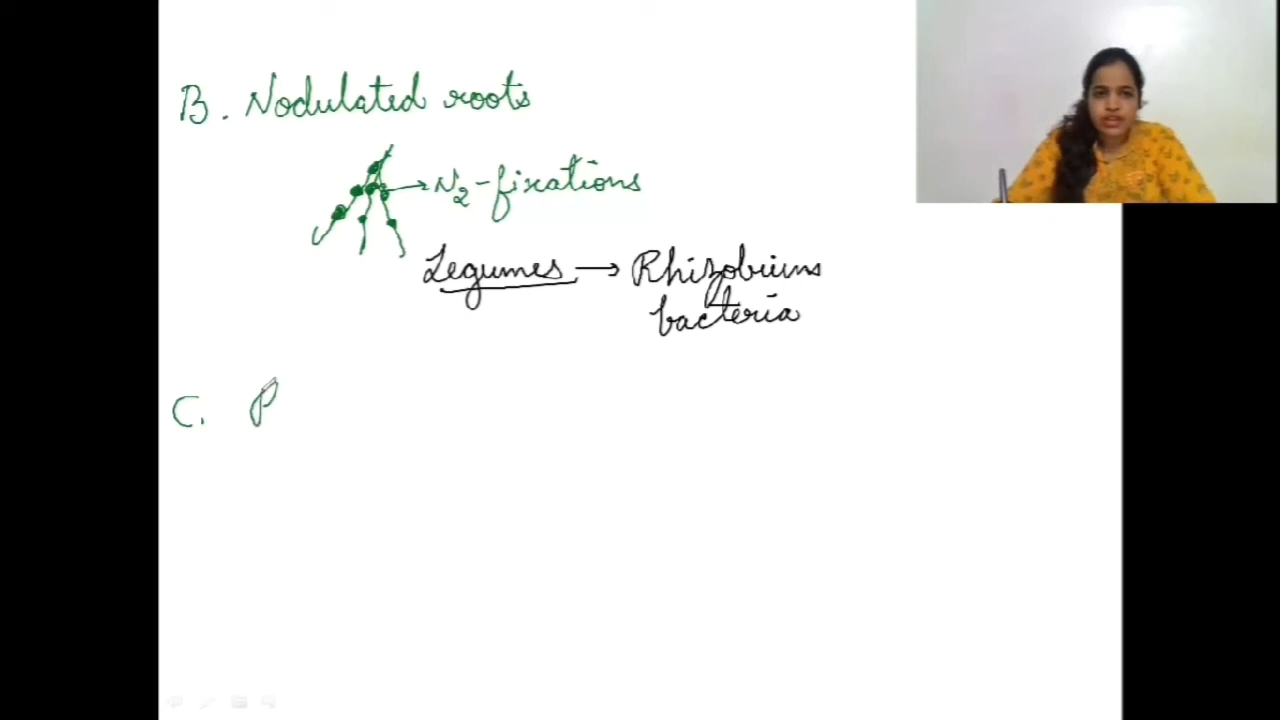 B. Nodulated roots
N2-fixations
Legumes → Rhizobium
bacteria
C. P